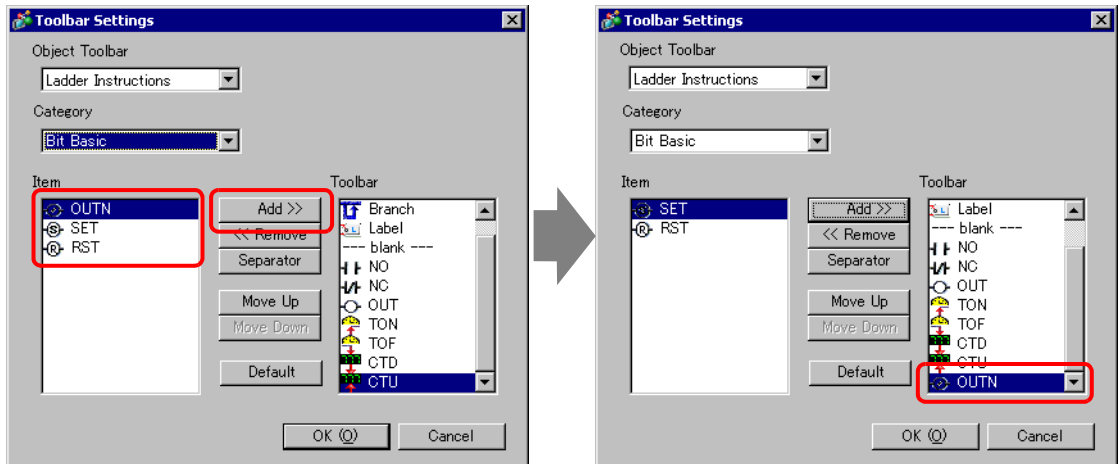 Toolbar Settings
Object Toolbar
Ladder Instructions
Category
Bit Basic
Item
OUTN
SET
RST
Add >>
<< Remove
Separator
Move Up
Move Down
Default
Toolbar
Branch
Label
--- blank ---
NO
NC
OUT
TON
TOF
CTD
CTU
OK (O)
Cancel
Toolbar Settings
Object Toolbar
Ladder Instructions
Category
Bit Basic
Item
SET
RST
Add >>
<< Remove
Separator
Move Up
Move Down
Default
Toolbar
Label
--- blank ---
NO
NC
OUT
TON
TOF
CTD
CTU
OUTN
OK (O)
Cancel